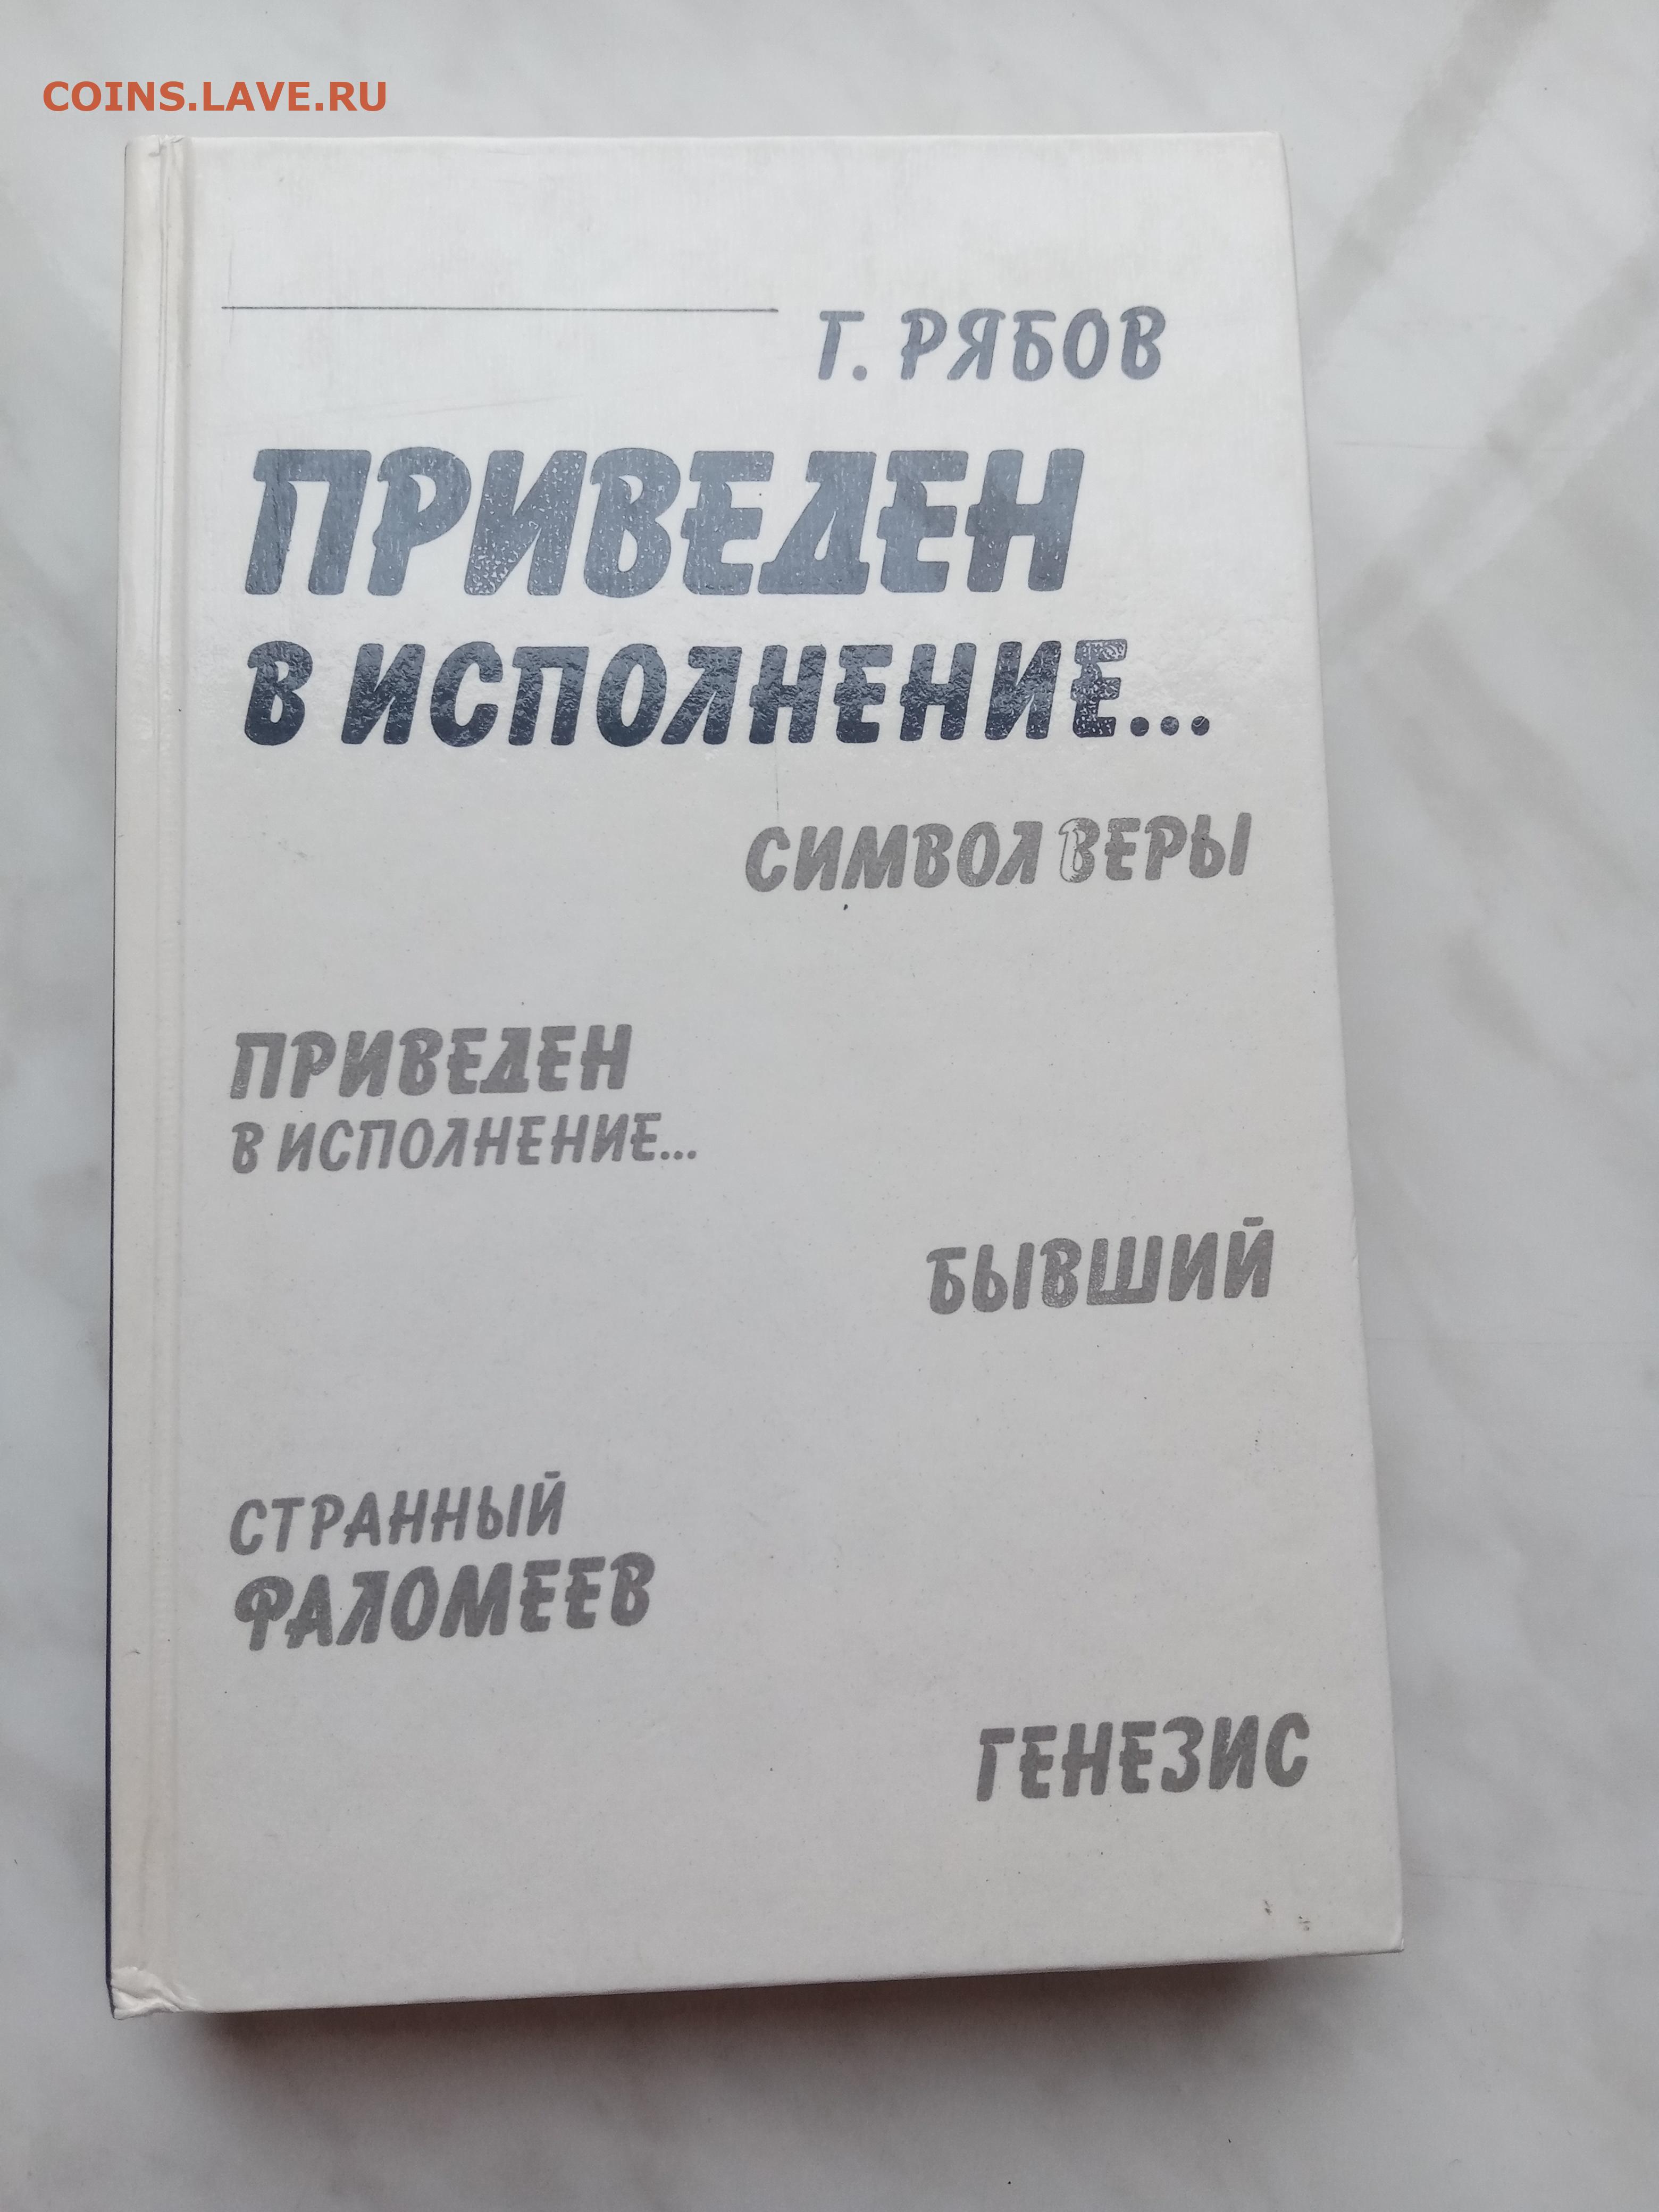 COINS.LAVE.RU
Г. РЯБОВ
ПРИВЕДЕН
В ИСПОЛНЕНИЕ...
СИМВОЛ ВЕРЫ
ПРИВЕДЕН
В ИСПОЛНЕНИЕ...
БЫВШИЙ
СТРАННЫЙ
ФАЛОМЕЕВ
ГЕНЕЗИС